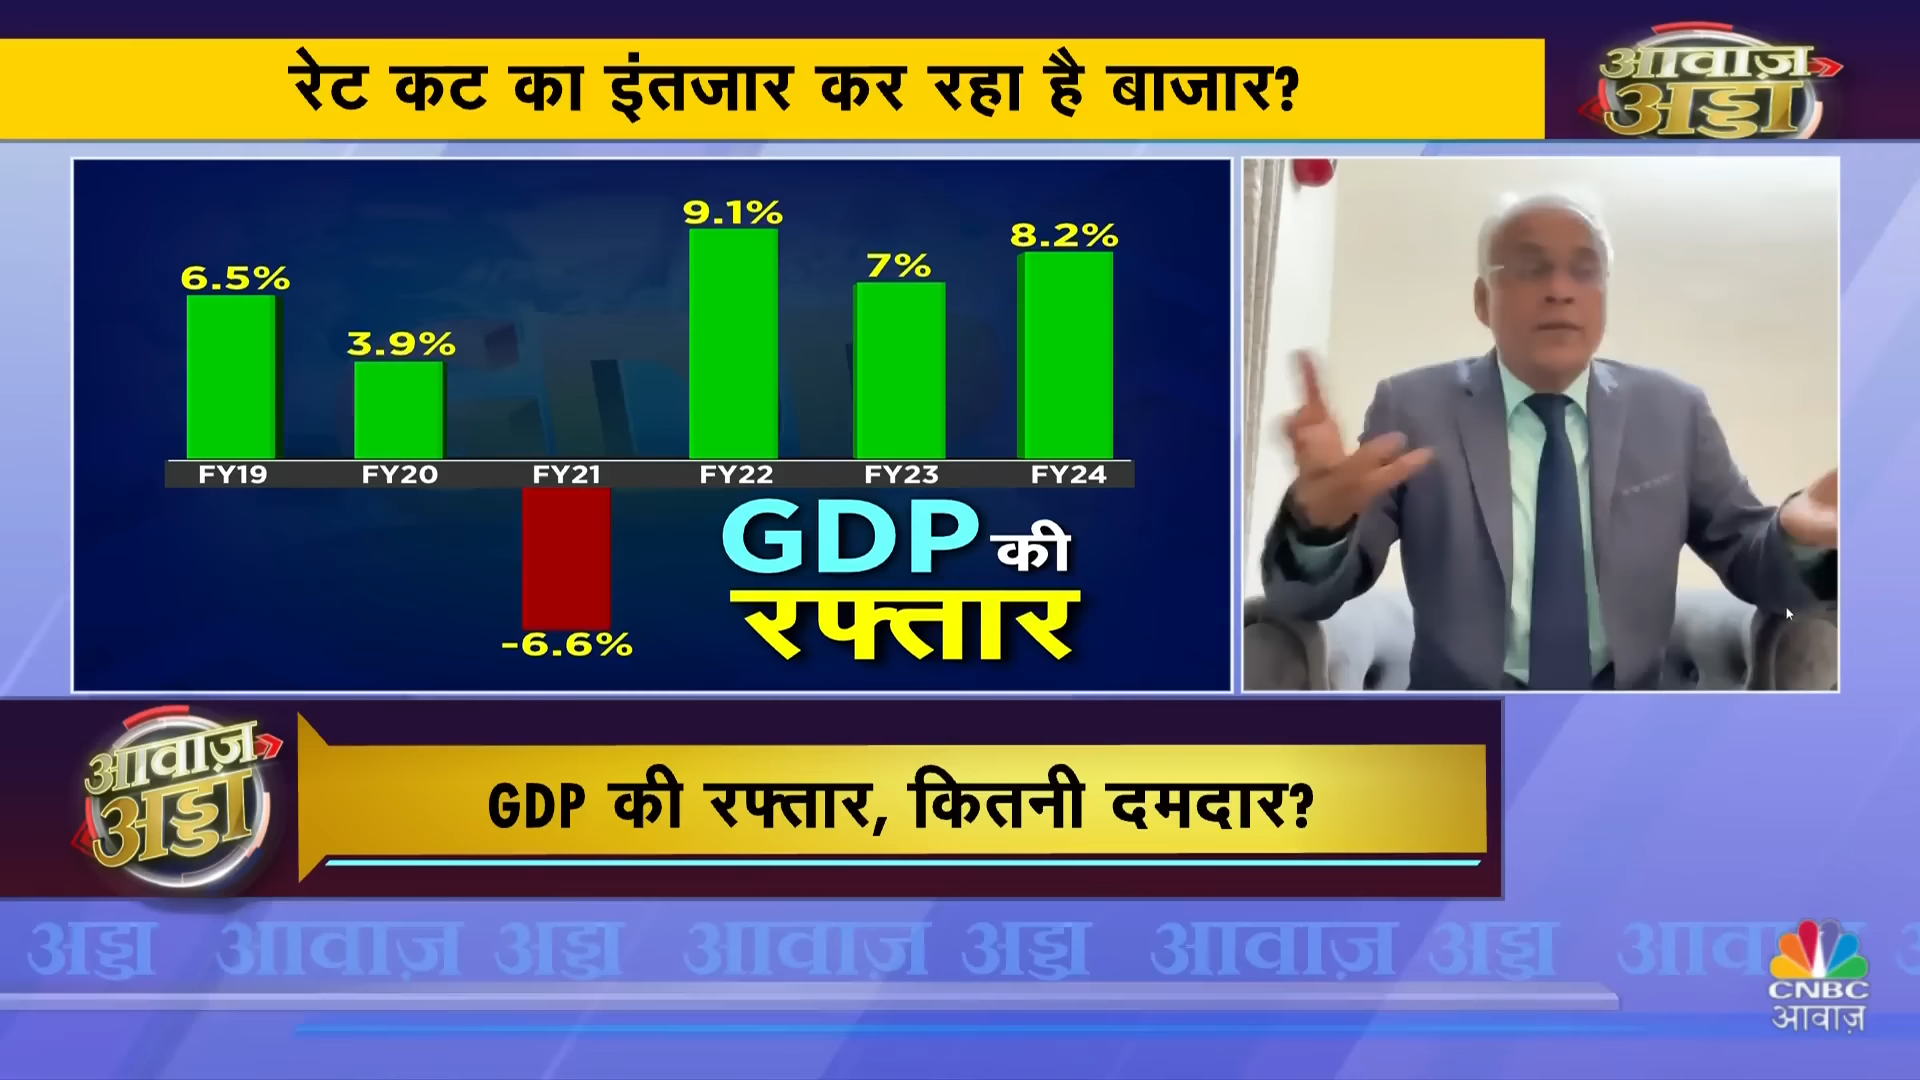 रेट कट का इंतजार कर रहा है बाजार?
आवाज़
अड्डा
9.1%
8.2%
7%
6.5%
3.9%
FY19 FY20 FY21 FY22 FY23 FY24
-6.6%
GDP की
रफ्तार
आवाज़
अड्डा
GDP की रफ्तार, कितनी दमदार?
अड्डा आवाज़ अड्डा आवाज़ अड्डा आवाज़ अड्डा
CNBC
आवाज़